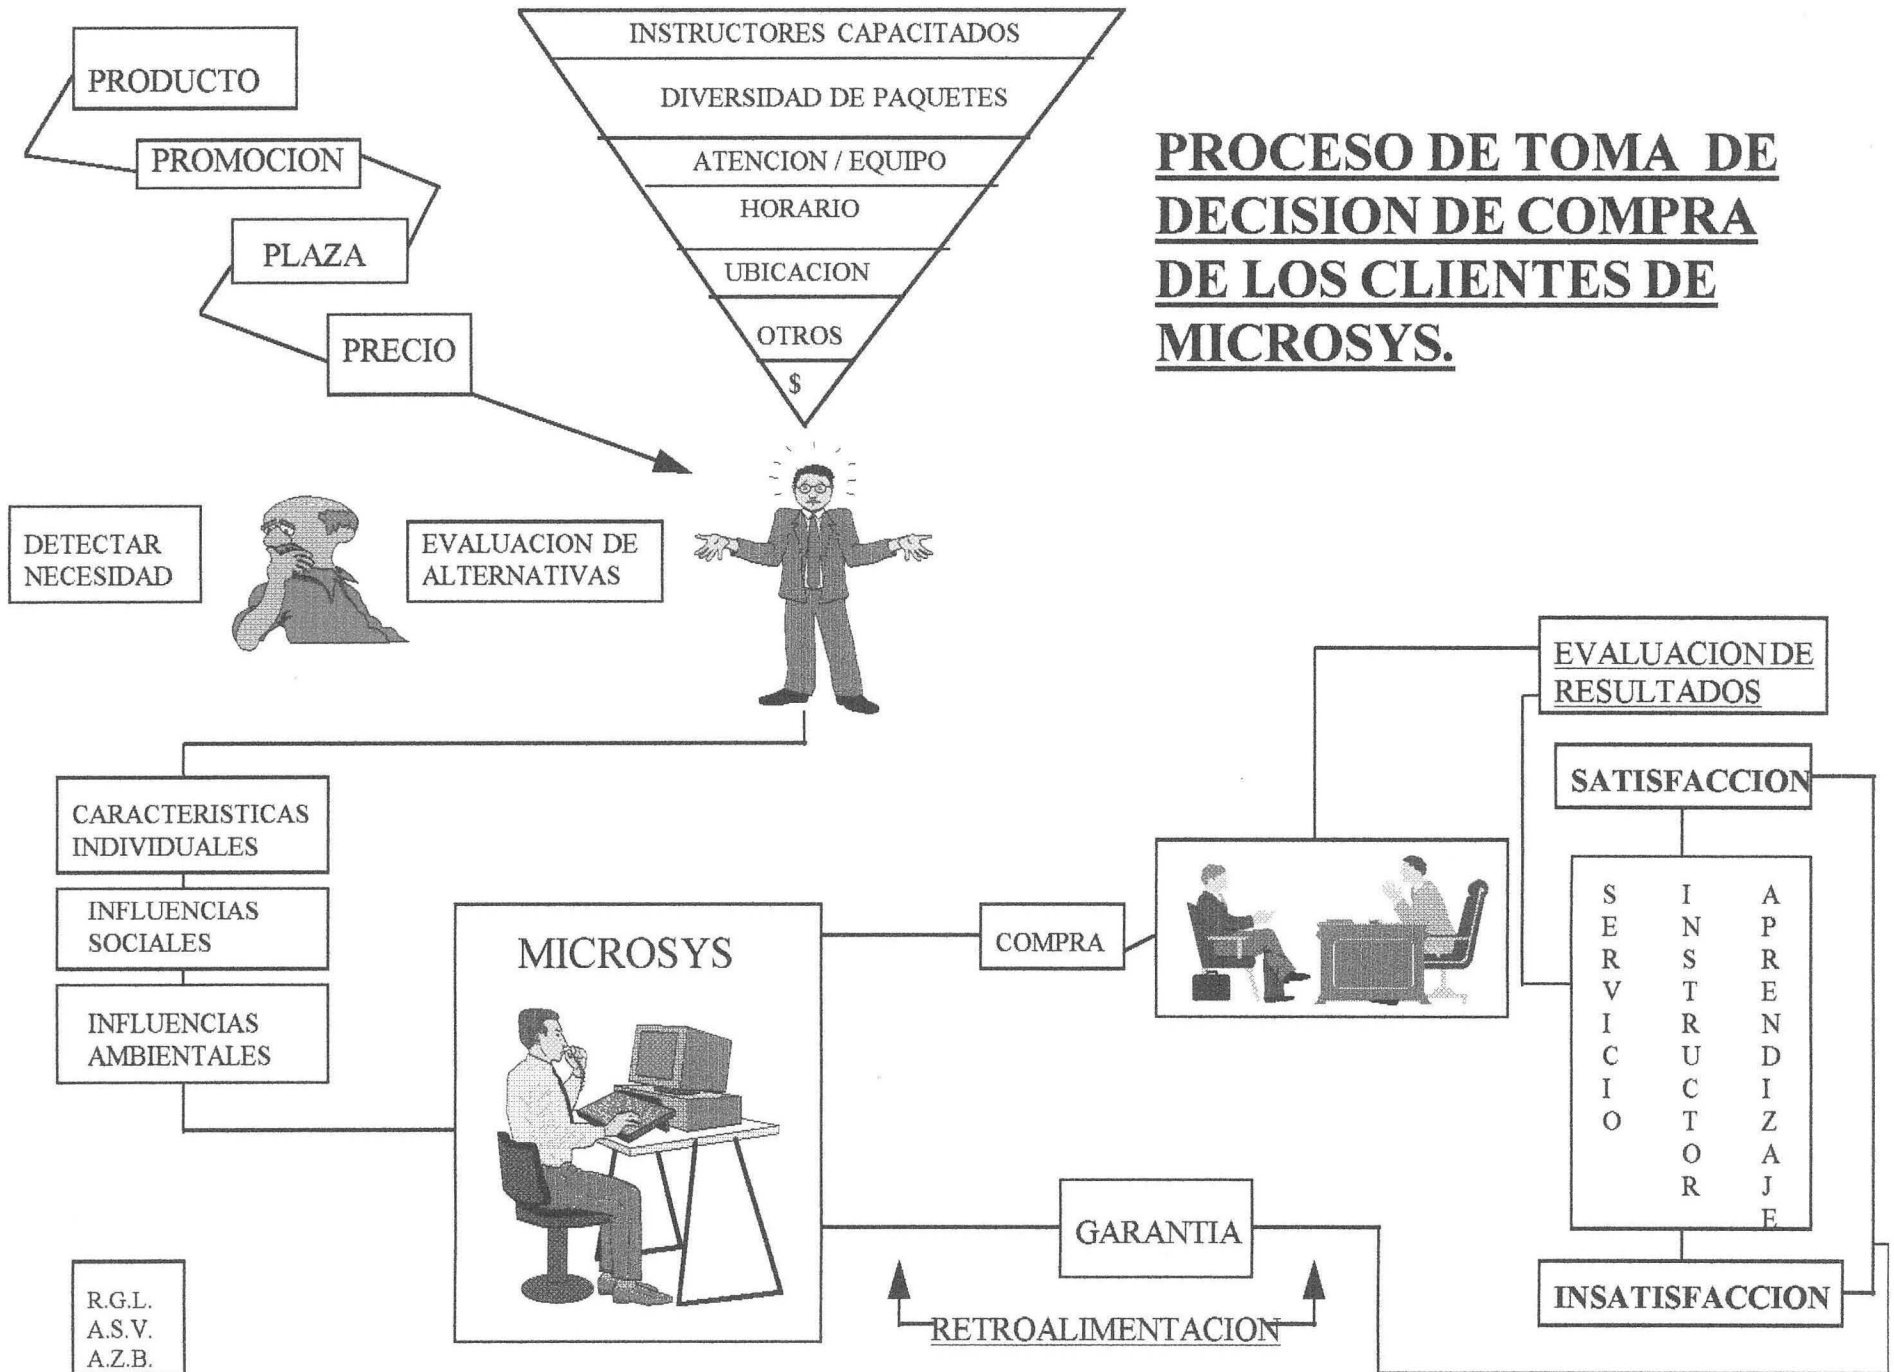 PRODUCTO
PROMOCION
PLAZA
PRECIO
INSTRUCTORES CAPACITADOS
DIVERSIDAD DE PAQUETES
ATENCION / EQUIPO
HORARIO
UBICACION
OTROS
$
PROCESO DE TOMA DE
DECISION DE COMPRA
DE LOS CLIENTES DE
MICROSYS.
DETECTAR
NECESIDAD
EVALUACION DE
ALTERNATIVAS
CARACTERISTICAS
INDIVIDUALES
INFLUENCIAS
SOCIALES
INFLUENCIAS
AMBIENTALES
MICROSYS
COMPRA
EVALUACION DE
RESULTADOS
SATISFACCION
SERVICIO
INSTRUCTOR
APRENDIZAJE
INSATISFACCION
GARANTIA
RETROALIMENTACION
R.G.L.
A.S.V.
A.Z.B.